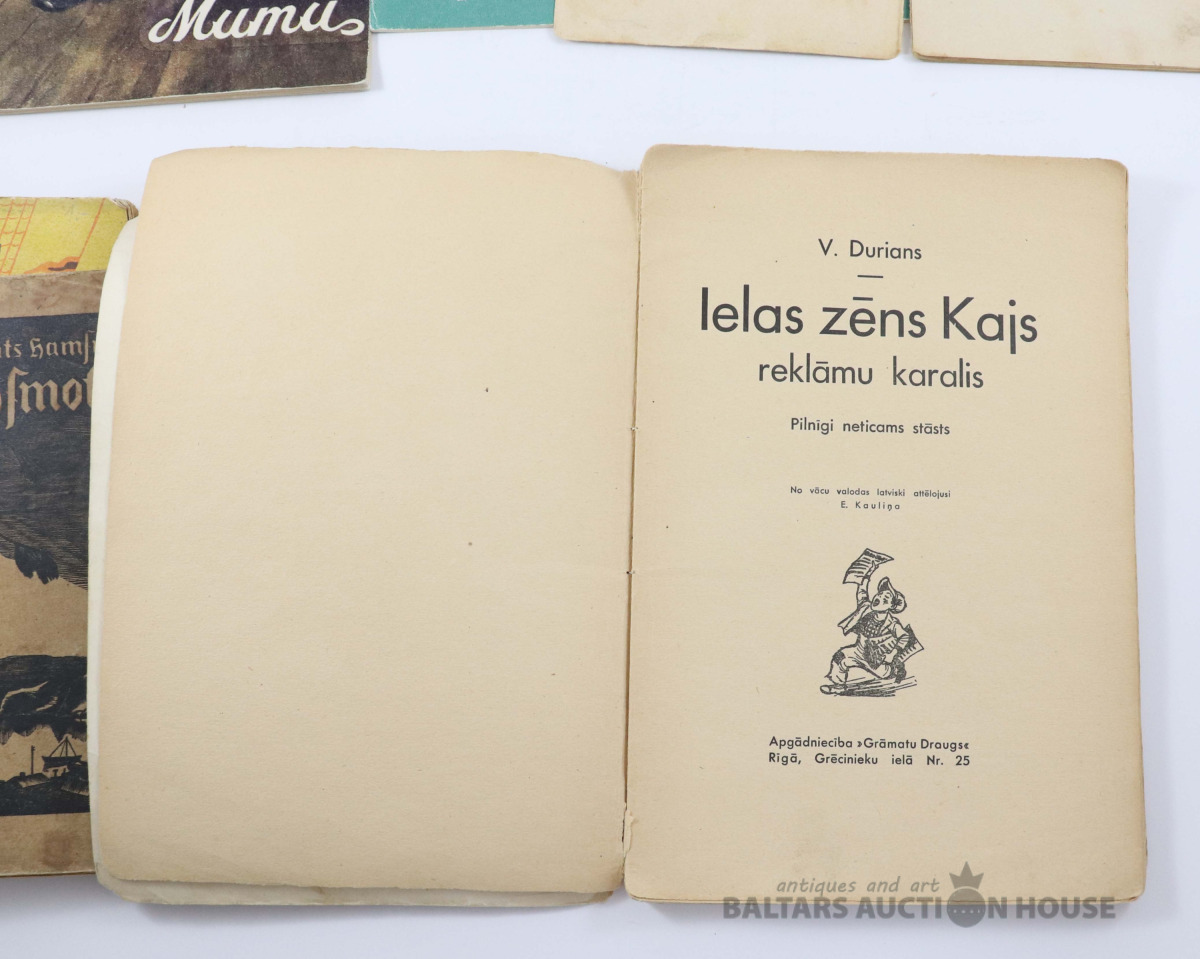 Mumu
V. Durians
Ielas zēns Kajs
reklāmu karalis
Pilnīgi neticams stāsts
No vācu valodas latviski attēlojusi
E. Kauliņa
Apgādniecība »Grāmatu Draugs«
Rīgā, Grēcinieku ielā Nr. 25
antiques and art
BALTARS AUCTION HOUSE